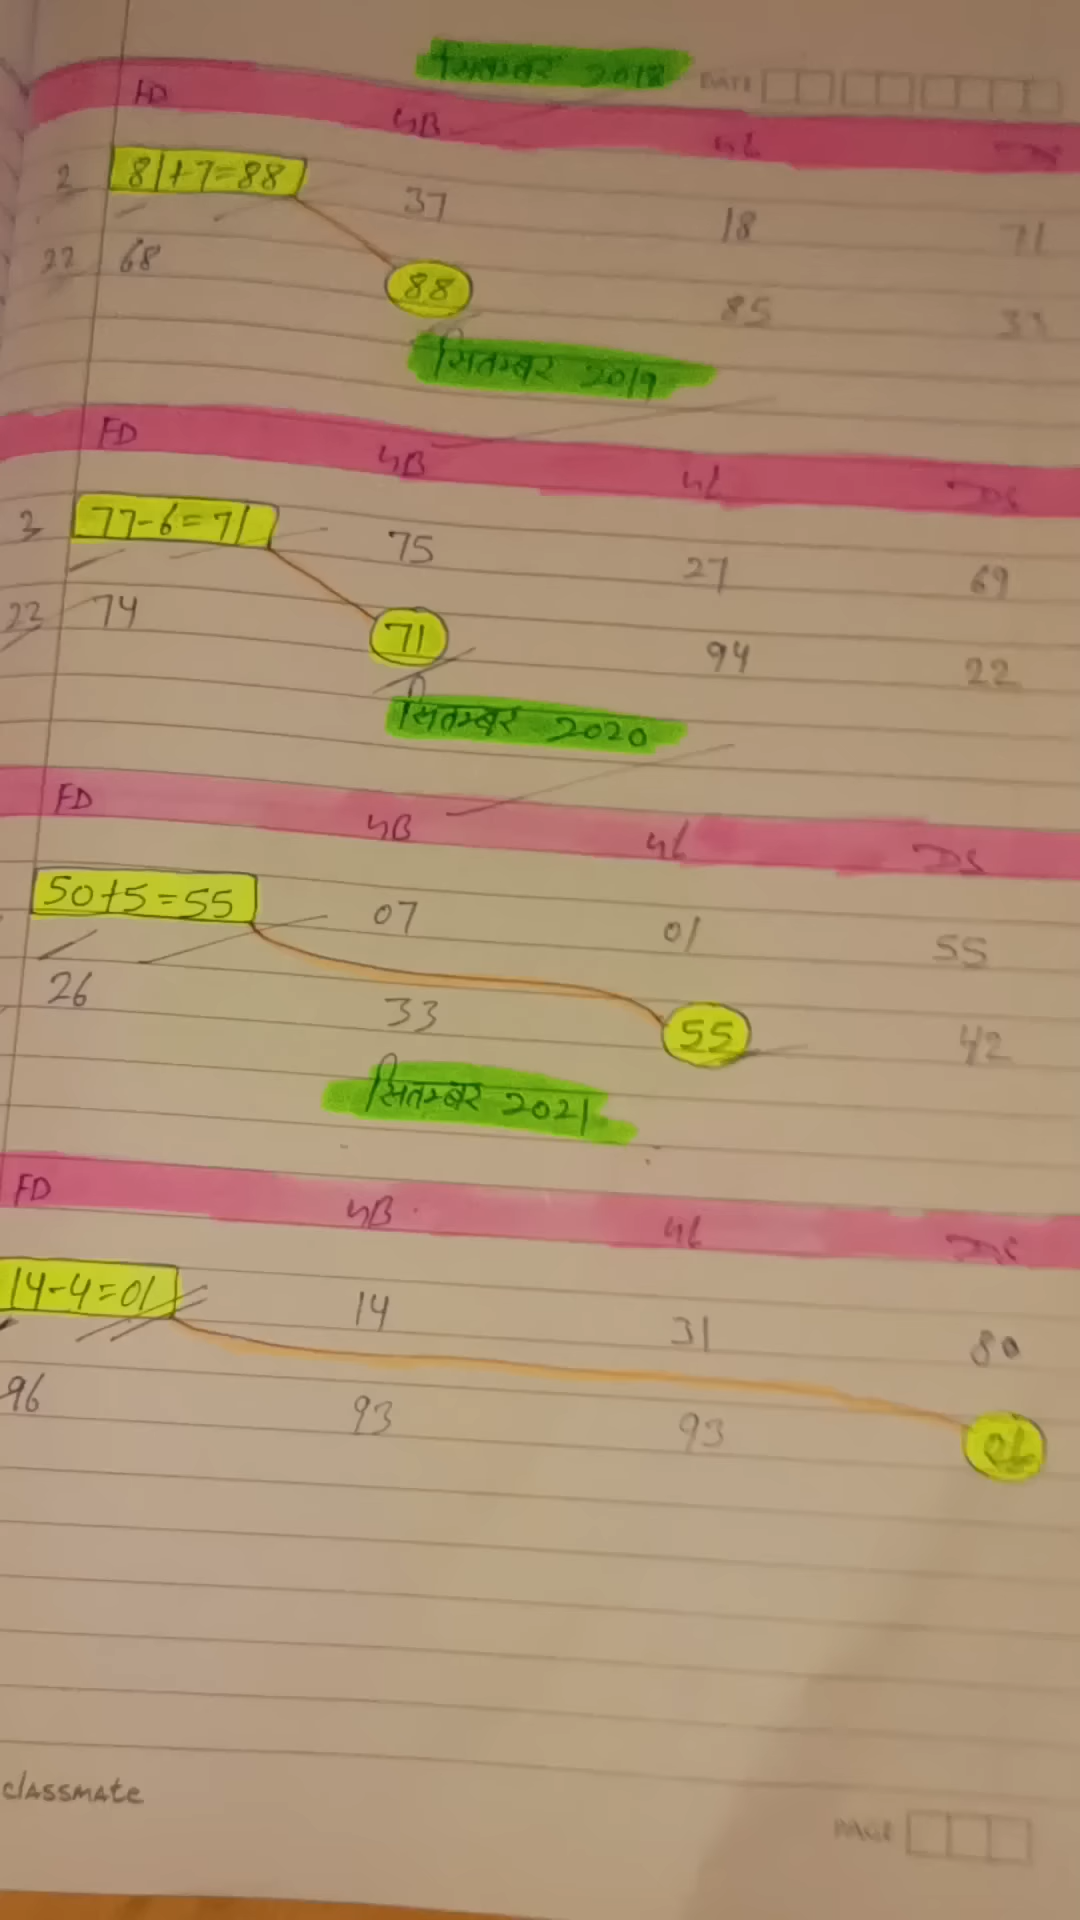 सितम्बर 2018 DATE
FD GB GL DS
2 81+7=88 37 18 71
22 68 88 85 33
सितम्बर 2019
FD GB GL DS
3 77-6=71 75 27 69
23 74 71 94 22
सितम्बर 2020
FD GB GL DS
50+5=55 07 01 55
26 33 55 42
सितम्बर 2021
FD GB GL DS
14-4=01 14 31 80
96 93 93
classmate
PAGE